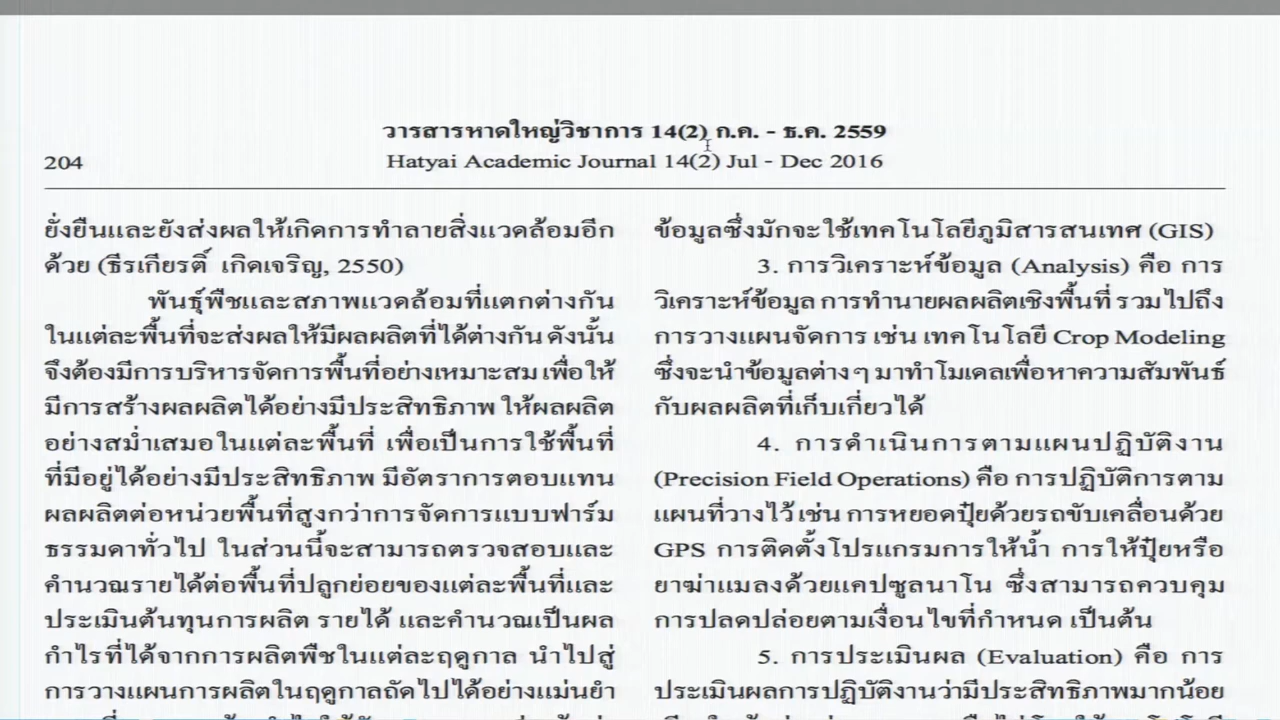 วารสารหาดใหญ่วิชาการ 14(2) ก.ค. - ธ.ค. 2559
204
Hatyai Academic Journal 14(2) Jul - Dec 2016
ยั่งยืนและยังส่งผลให้เกิดการทำลายสิ่งแวดล้อมอีก
ด้วย (ธีรเกียรติ์ เกิดเจริญ, 2550)
พันธุ์พืชและสภาพแวดล้อมที่แตกต่างกัน
ในแต่ละพื้นที่จะส่งผลให้มีผลผลิตที่ได้ต่างกัน ดังนั้น
จึงต้องมีการบริหารจัดการพื้นที่อย่างเหมาะสม เพื่อให้
มีการสร้างผลผลิตได้อย่างมีประสิทธิภาพ ให้ผลผลิต
อย่างสม่ำเสมอในแต่ละพื้นที่ เพื่อเป็นการใช้พื้นที่
ที่มีอยู่ได้อย่างมีประสิทธิภาพ มีอัตราการตอบแทน
ผลผลิตต่อหน่วยพื้นที่สูงกว่าการจัดการแบบฟาร์ม
ธรรมดาทั่วไป ในส่วนนี้จะสามารถตรวจสอบและ
คำนวณรายได้ต่อพื้นที่ปลูกย่อยของแต่ละพื้นที่และ
ประเมินต้นทุนการผลิต รายได้ และคำนวณเป็นผล
กำไรที่ได้จากการผลิตพืชในแต่ละฤดูกาล นำไปสู่
การวางแผนการผลิตในฤดูกาลถัดไปได้อย่างแม่นยำ
ข้อมูลซึ่งมักจะใช้เทคโนโลยีภูมิสารสนเทศ (GIS)
3. การวิเคราะห์ข้อมูล (Analysis) คือ การ
วิเคราะห์ข้อมูล การทำนายผลผลิตเชิงพื้นที่ รวมไปถึง
การวางแผนจัดการ เช่น เทคโนโลยี Crop Modeling
ซึ่งจะนำข้อมูลต่าง ๆ มาทำโมเดลเพื่อหาความสัมพันธ์
กับผลผลิตที่เก็บเกี่ยวได้
4. การดำเนินการตามแผนปฏิบัติงาน
(Precision Field Operations) คือ การปฏิบัติการตาม
แผนที่วางไว้ เช่น การหยอดปุ๋ยด้วยรถขับเคลื่อนด้วย
GPS การติดตั้งโปรแกรมการให้น้ำ การให้ปุ๋ยหรือ
ยาฆ่าแมลงด้วยแคปซูลนาโน ซึ่งสามารถควบคุม
การปลดปล่อยตามเงื่อนไขที่กำหนด เป็นต้น
5. การประเมินผล (Evaluation) คือ การ
ประเมินผลการปฏิบัติงานว่ามีประสิทธิภาพมากน้อย